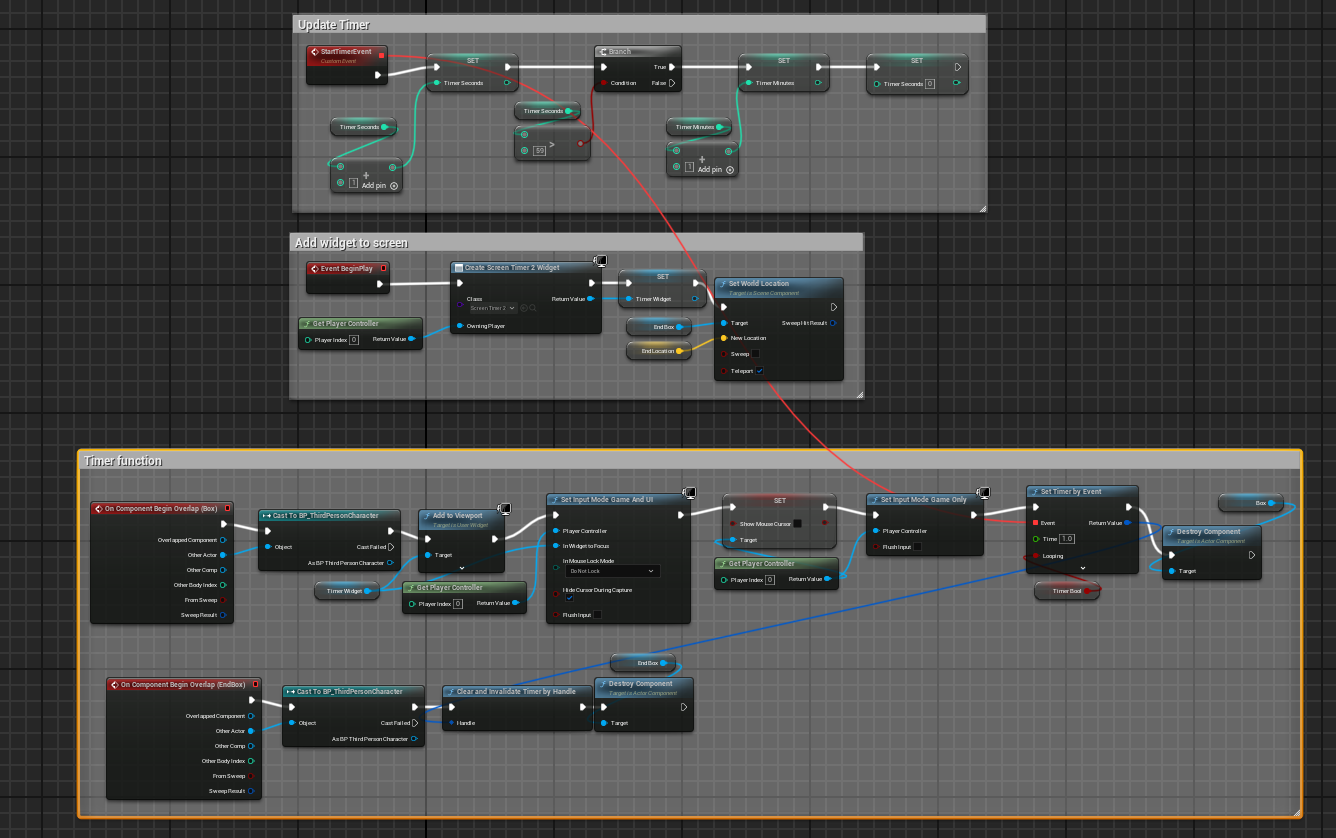 Update Timer
StartTimerEvent
Custom Event
SET
Timer Seconds
Branch
True
Condition
False
SET
Timer Minutes
SET
Timer Seconds 0
Timer Seconds
Timer Seconds
59
>
Timer Minutes
+
1
Add pin
+
1
Add pin
Add widget to screen
Event BeginPlay
Create Screen Timer 2 Widget
Class
Return Value
Screen Timer 2
Owning Player
Get Player Controller
Player Index 0
Return Value
SET
Timer Widget
End Box
End Location
Set World Location
Target is Scene Component
Target
Sweep Hit Result
New Location
Sweep
Teleport
Timer function
On Component Begin Overlap (Box)
Overlapped Component
Other Actor
Other Comp
Other Body Index
From Sweep
Sweep Result
Cast To BP_ThirdPersonCharacter
Object
Cast Failed
As BP Third Person Character
Timer Widget
Add to Viewport
Target is User Widget
Target
Get Player Controller
Player Index 0
Return Value
Set Input Mode Game And UI
Player Controller
In Widget to Focus
In Mouse Lock Mode
Do Not Lock
Hide Cursor During Capture
Flush Input
SET
Show Mouse Cursor
Target
Get Player Controller
Player Index 0
Return Value
Set Input Mode Game Only
Player Controller
Flush Input
Set Timer by Event
Event
Return Value
Time 1.0
Looping
Timer Bool
Box
Destroy Component
Target is Actor Component
Target
On Component Begin Overlap (EndBox)
Overlapped Component
Other Actor
Other Comp
Other Body Index
From Sweep
Sweep Result
Cast To BP_ThirdPersonCharacter
Object
Cast Failed
As BP Third Person Character
Clear and Invalidate Timer by Handle
Handle
End Box
Destroy Component
Target is Actor Component
Target